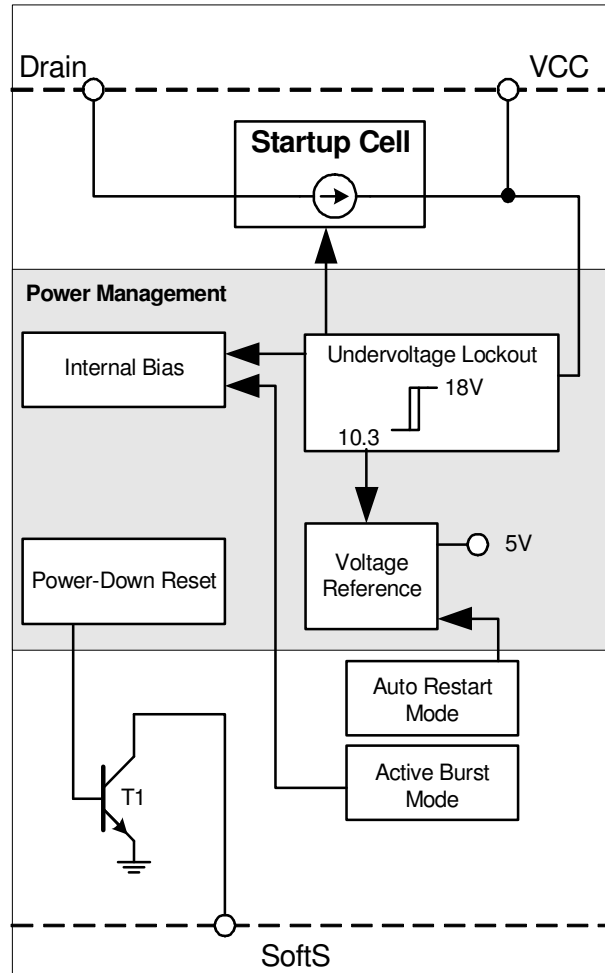 Drain
VCC
Startup Cell
Power Management
Internal Bias
Undervoltage Lockout
18V
10.3
Voltage
Reference
5V
Power-Down Reset
Auto Restart
Mode
Active Burst
Mode
T1
SoftS